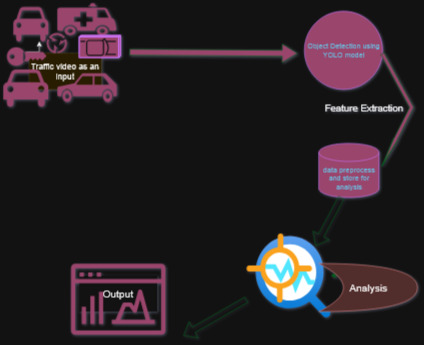 Traffic video as an
input
Object Detection using
YOLO model
Feature Extraction
data preprocess
and store for
analysis
Analysis
Output